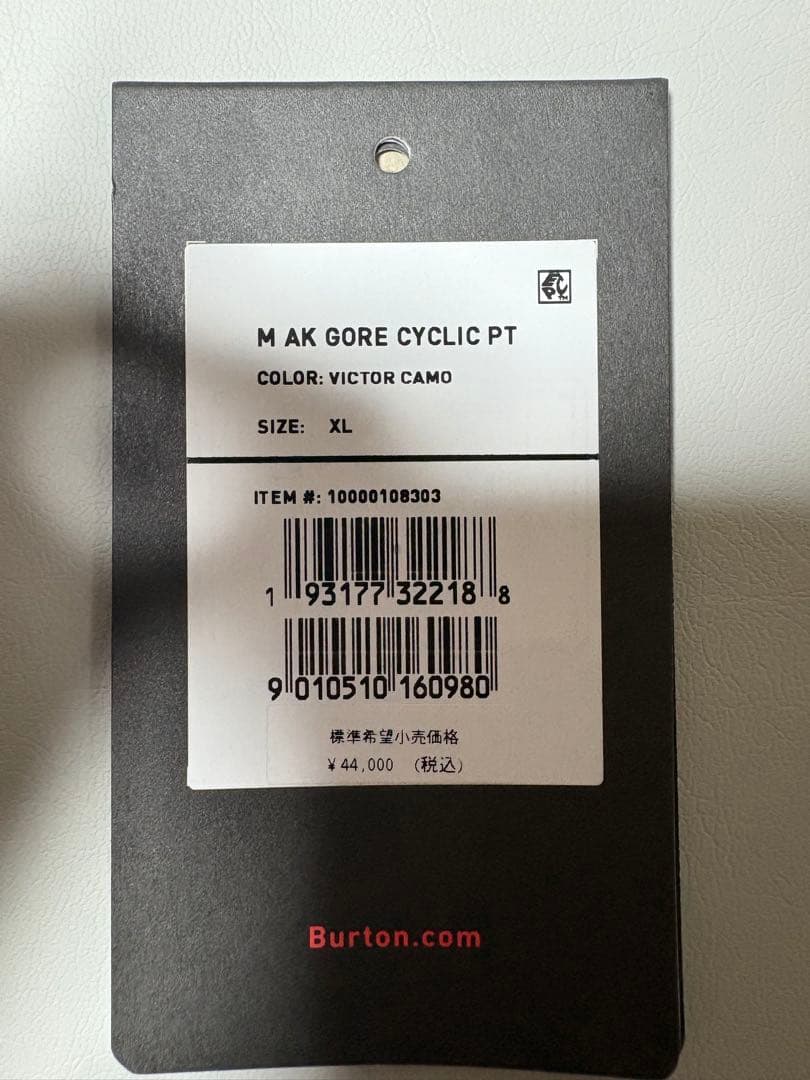 M AK GORE CYCLIC PT
COLOR: VICTOR CAMO
SIZE: XL
ITEM #: 10000108303
1 93177 32218 8
9 010510 160980
標準希望小売価格
¥44,000 (税込)
Burton.com